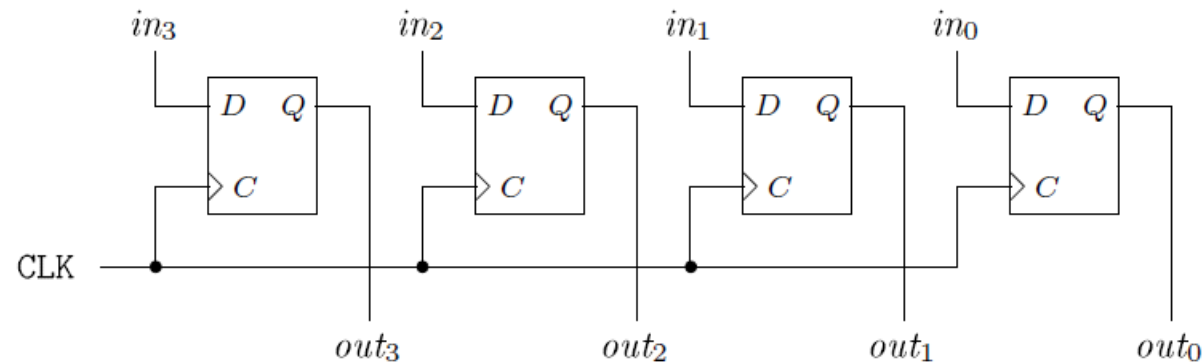 in₃ in₂ in₁ in₀
D Q D Q D Q D Q
C C C C
CLK
out₃ out₂ out₁ out₀